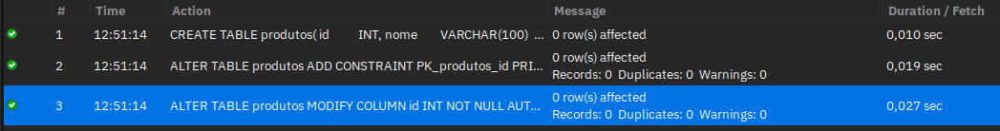 # Time Action Message Duration / Fetch
1 12:51:14 CREATE TABLE produtos( id INT, nome VARCHAR(100) ... 0 row(s) affected 0,010 sec
2 12:51:14 ALTER TABLE produtos ADD CONSTRAINT PK_produtos_id PRI... 0 row(s) affected 0,019 sec
Records: 0 Duplicates: 0 Warnings: 0
3 12:51:14 ALTER TABLE produtos MODIFY COLUMN id INT NOT NULL AUT... 0 row(s) affected 0,027 sec
Records: 0 Duplicates: 0 Warnings: 0